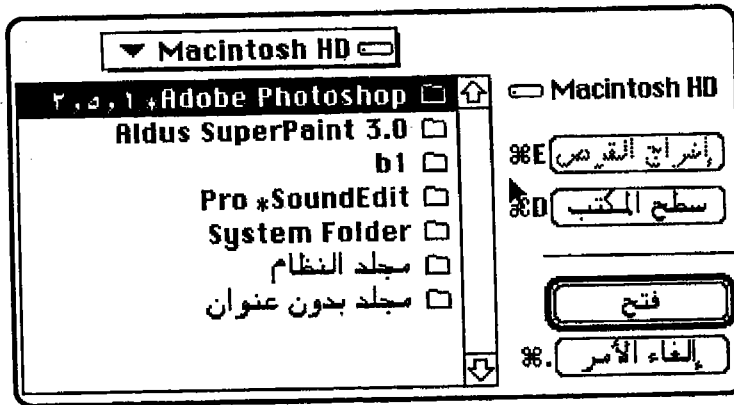 Macintosh HD
Adobe Photoshop* ٢,٥,١
Aldus SuperPaint 3.0
b1
Pro *SoundEdit
System Folder
مجلد النظام
مجلد بدون عنوان
Macintosh HD
⌘E إخراج القرص
⌘D سطح المكتب
فتح
⌘. إلغاء الأمر